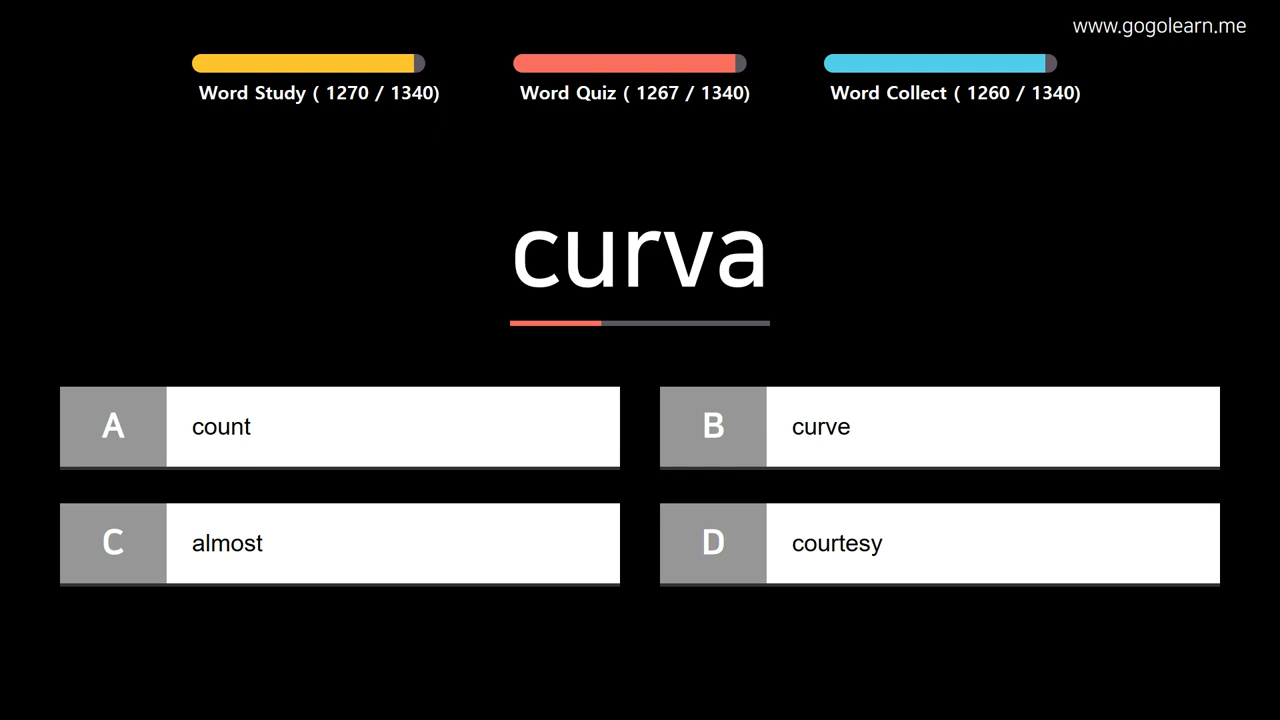 www.gogolearn.me
Word Study ( 1270 / 1340)
Word Quiz ( 1267 / 1340)
Word Collect ( 1260 / 1340)
curva
A count
B curve
C almost
D courtesy